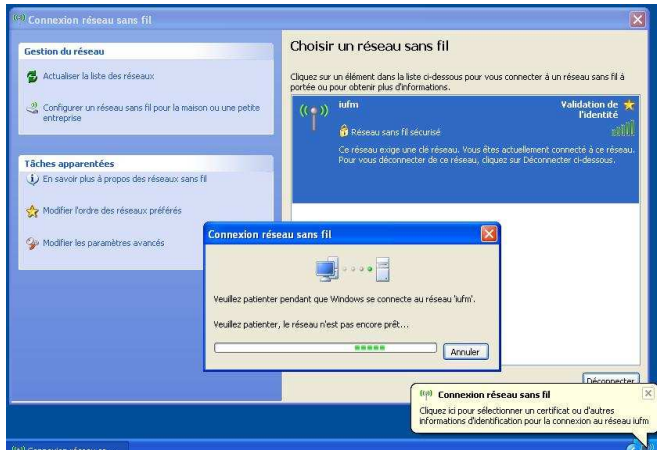 Connexion réseau sans fil
Gestion du réseau
Actualiser la liste des réseaux
Configurer un réseau sans fil pour la maison ou une petite
entreprise
Tâches apparentées
En savoir plus à propos des réseaux sans fil
Modifier l'ordre des réseaux préférés
Modifier les paramètres avancés
Choisir un réseau sans fil
Cliquez sur un élément dans la liste ci-dessous pour vous connecter à un réseau sans fil à
portée ou pour obtenir plus d'informations.
iufm
Validation de
l'identité
Réseau sans fil sécurisé
Ce réseau exige une clé réseau. Vous êtes actuellement connecté à ce réseau.
Pour vous déconnecter de ce réseau, cliquez sur Déconnecter ci-dessous.
Connexion réseau sans fil
Veuillez patienter pendant que Windows se connecte au réseau 'iufm'.
Veuillez patienter, le réseau n'est pas encore prêt...
Annuler
Déconnecter
Connexion réseau sans fil
Cliquez ici pour sélectionner un certificat ou d'autres
informations d'identification pour la connexion au réseau iufm